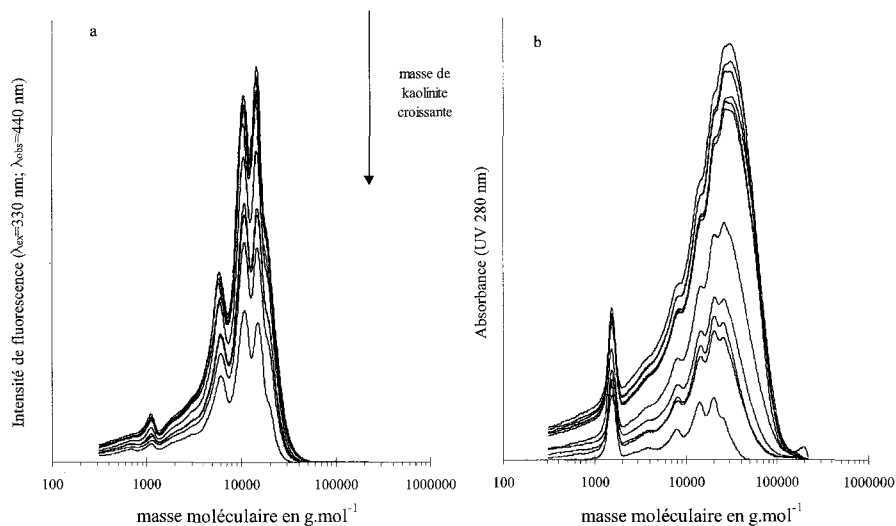 a
masse de
kaolinite
croissante
Intensité de fluorescence (λex=330 nm; λobs=440 nm)
100 1000 10000 100000 1000000
masse moléculaire en g.mol-1
b
Absorbance (UV 280 nm)
100 1000 10000 100000 1000000
masse moléculaire en g.mol-1